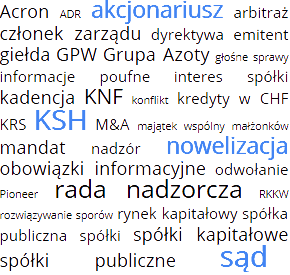 Acron ADR akcjonariusz arbitraż
członek zarządu dyrektywa emitent
giełda GPW Grupa Azoty głośne sprawy
informacje poufne interes spółki
kadencja KNF konflikt kredyty w CHF
KRS KSH M&A majątek wspólny małżonków
mandat nadzór nowelizacja
obowiązki informacyjne odwołanie
Pioneer rada nadzorcza RKKW
rozwiązywanie sporów rynek kapitałowy spółka
publiczna spółki spółki kapitałowe
spółki publiczne sąd